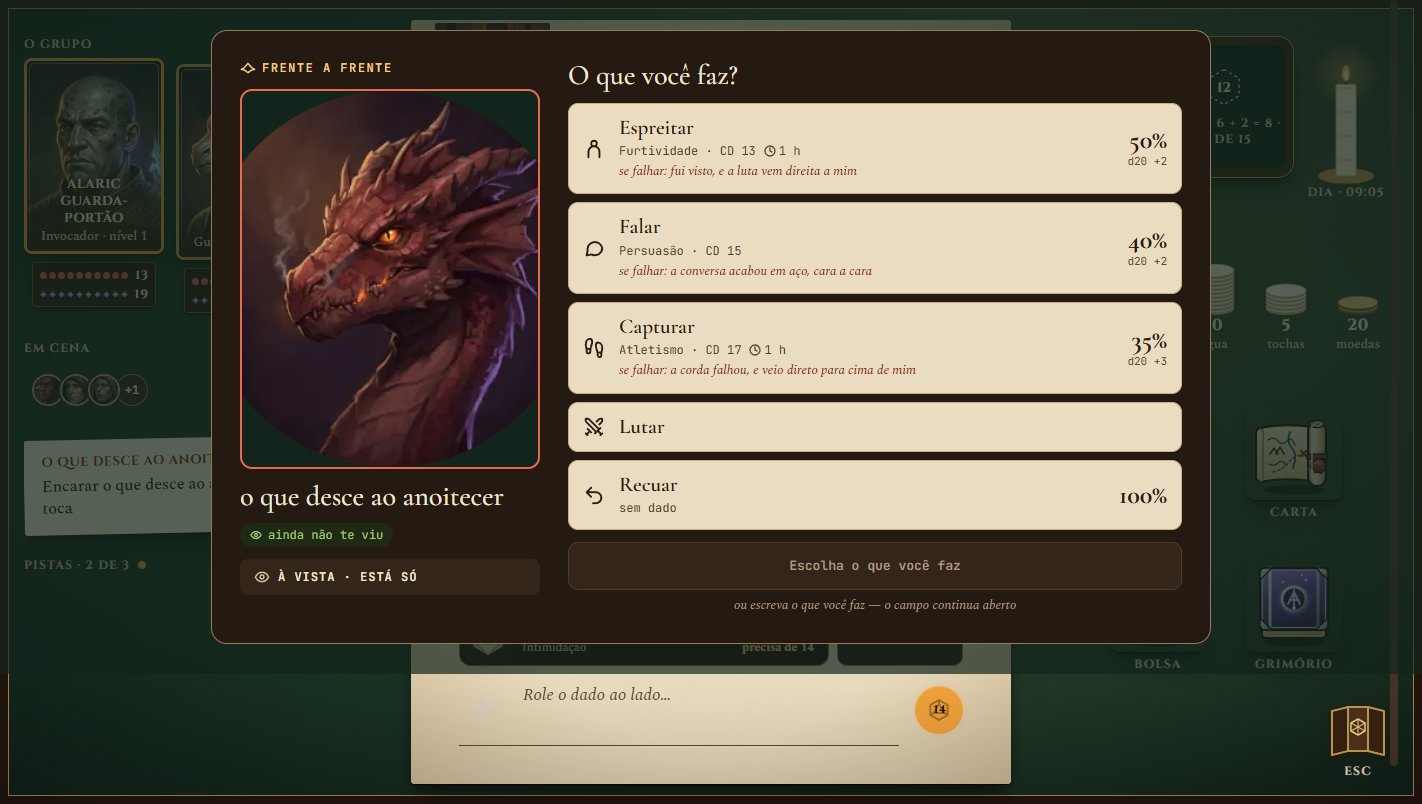 O GRUPO
ALARIC
GUARDA-
PORTÃO
Invocador · nível 1
13
19
Gu
EM CENA
+1
O QUE DESCE AO ANOIT
Encarar o que desce ao a
toca
PISTAS · 2 DE 3
FRENTE A FRENTE
o que desce ao anoitecer
ainda não te viu
À VISTA · ESTÁ SÓ
O que você faz?
Espreitar
Furtividade · CD 13 1 h
se falhar: fui visto, e a luta vem direita a mim
50%
d20 +2
Falar
Persuasão · CD 15
se falhar: a conversa acabou em aço, cara a cara
40%
d20 +2
Capturar
Atletismo · CD 17 1 h
se falhar: a corda falhou, e veio direto para cima de mim
35%
d20 +3
Lutar
Recuar
sem dado
100%
Escolha o que você faz
ou escreva o que você faz — o campo continua aberto
Intimidação
precisa de 14
Role o dado ao lado...
14
12
6 + 2 = 8 ·
DE 15
DIA · 09:05
0
gua
5
tochas
20
moedas
CARTA
BOLSA
GRIMÓRIO
ESC